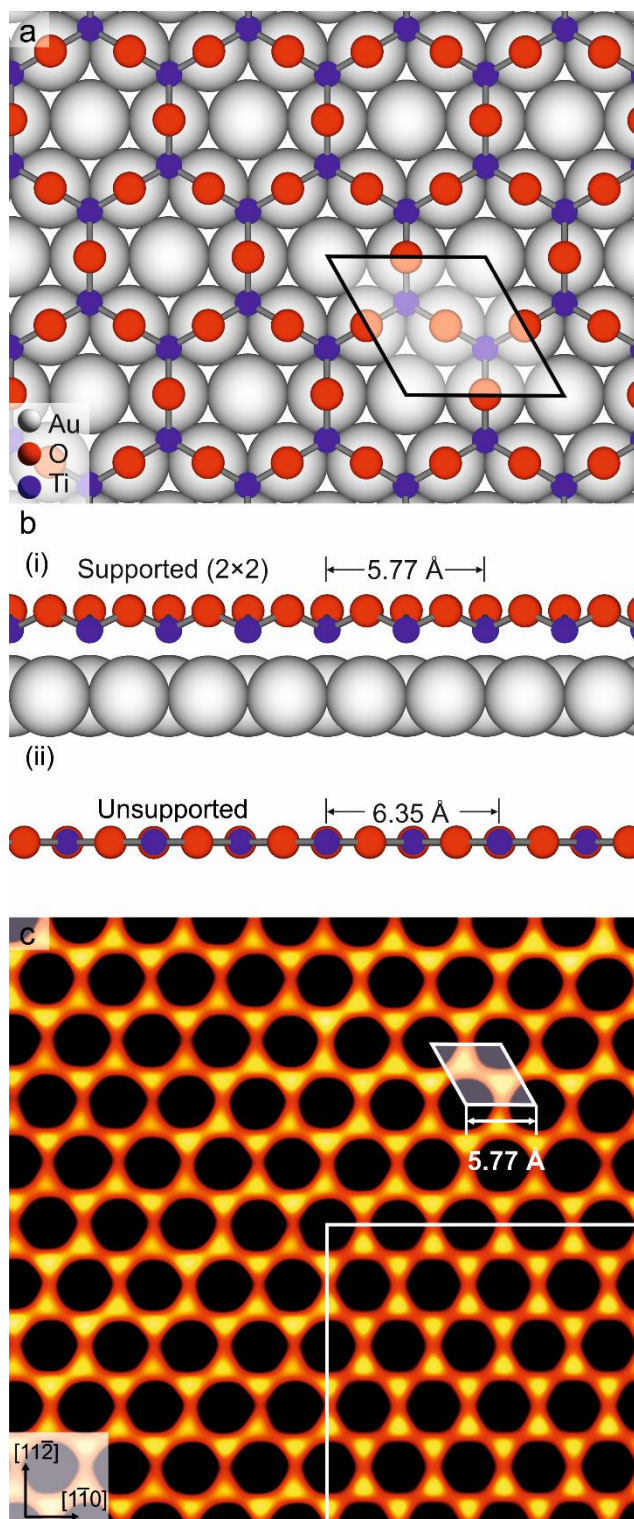 a
Au
O
Ti
b
(i)
Supported (2×2)
5.77 Å
(ii)
Unsupported
6.35 Å
c
5.77 Å
[112̄]
[11̄0]